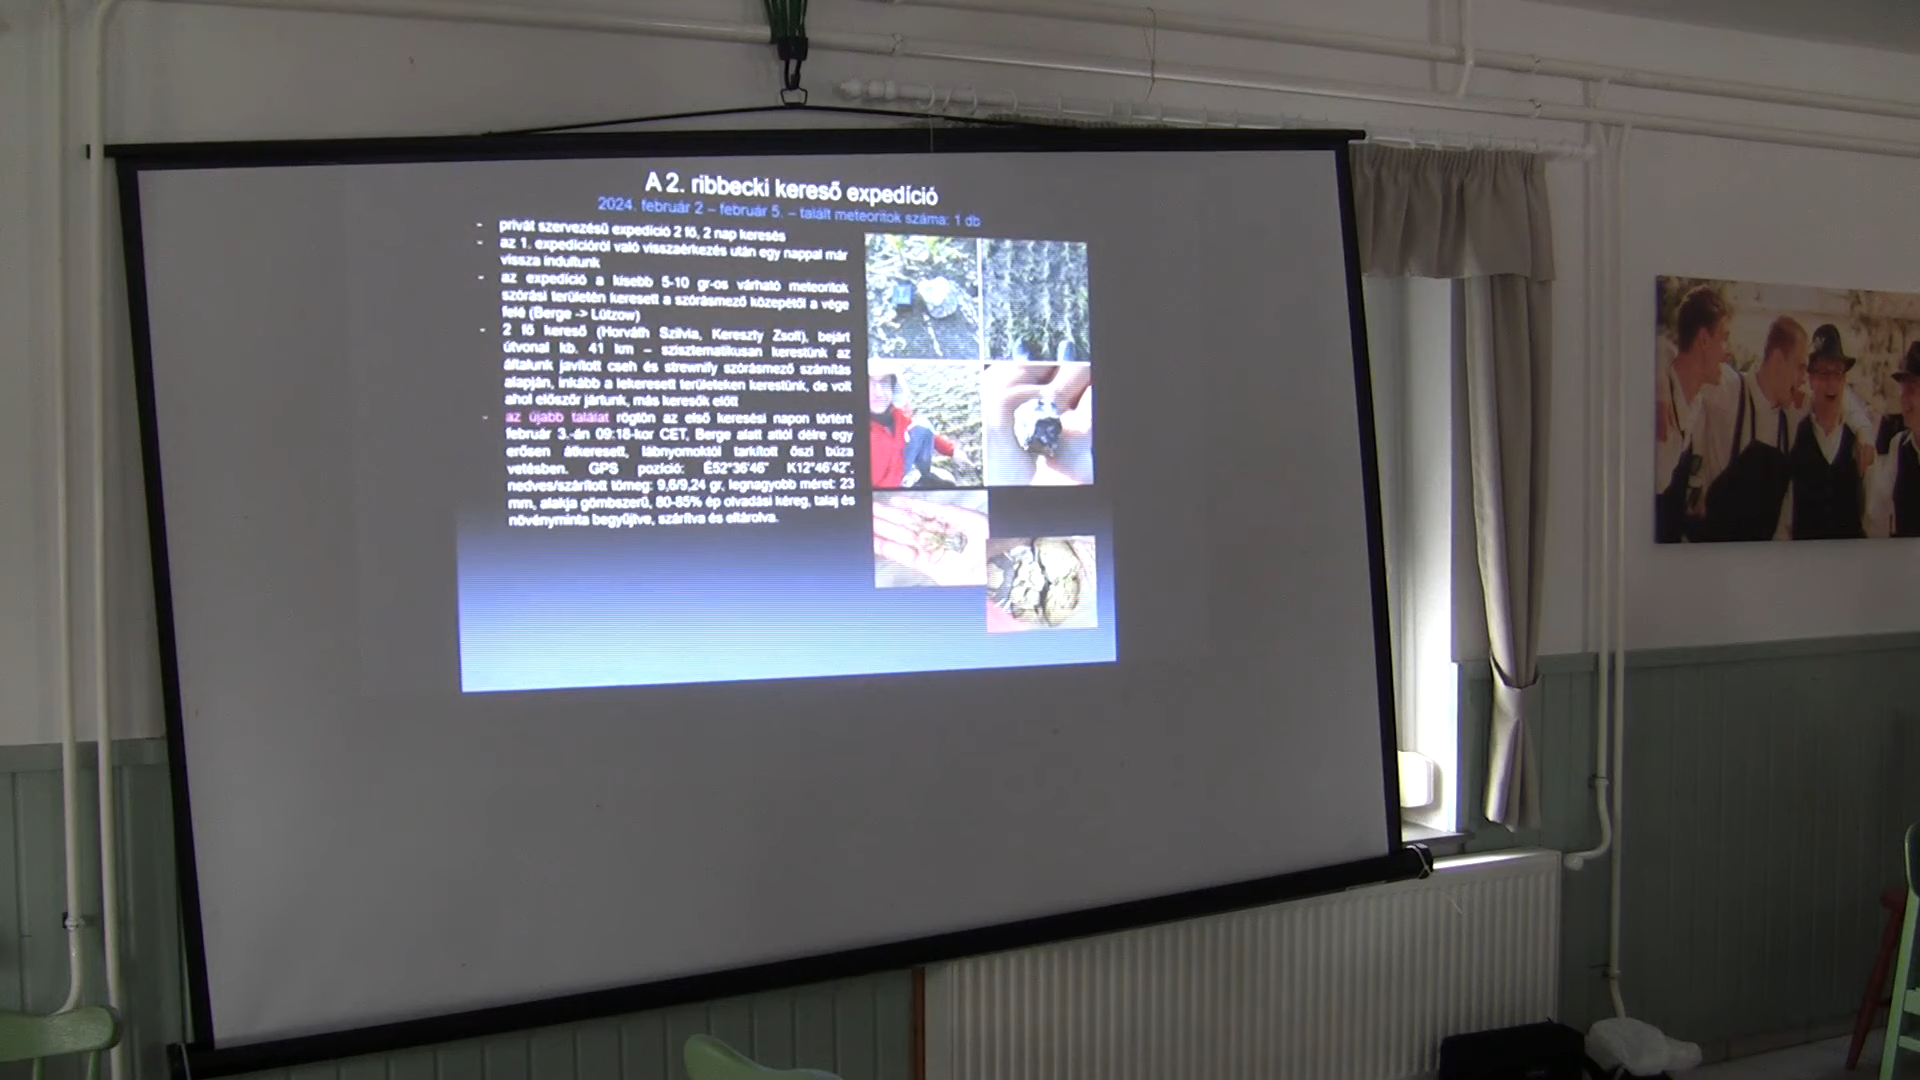 A 2. ribbecki kereső expedíció
2024. február 2 – február 5. – talált meteoritok száma: 1 db
- privát szervezésű expedíció 2 fő, 2 nap keresés
- az 1. expedícióról való visszaérkezés után egy nappal már
vissza indultunk
- az expedíció a kisebb 5-10 gr-os várható meteoritok
szórási területén keresett a szórásmező közepétől a vége
felé (Berge -> Lützow)
- 2 fő kereső (Horváth Szilvia, Kereszty Zsolt), bejárt
útvonal kb. 41 km – szisztematikusan kerestünk az
általunk javított cseh és strewnify szórásmező számítás
alapján, inkább a lekeresett területeken kerestünk, de volt
ahol először jártunk, más keresők előtt
- az újabb találat rögtön az első keresési napon történt
február 3.-án 09:18-kor CET, Berge alatt attól délre egy
erősen átkeresett, lábnyomoktól tarkított őszi búza
vetésben. GPS pozíció: É52°36'46" K12°46'42",
nedves/szárított tömeg: 9,6/9,24 gr, legnagyobb méret: 23
mm, alakja gömbszerű, 80-85% ép olvadási kéreg, talaj és
növényminta begyűjtve, szárítva és eltárolva.